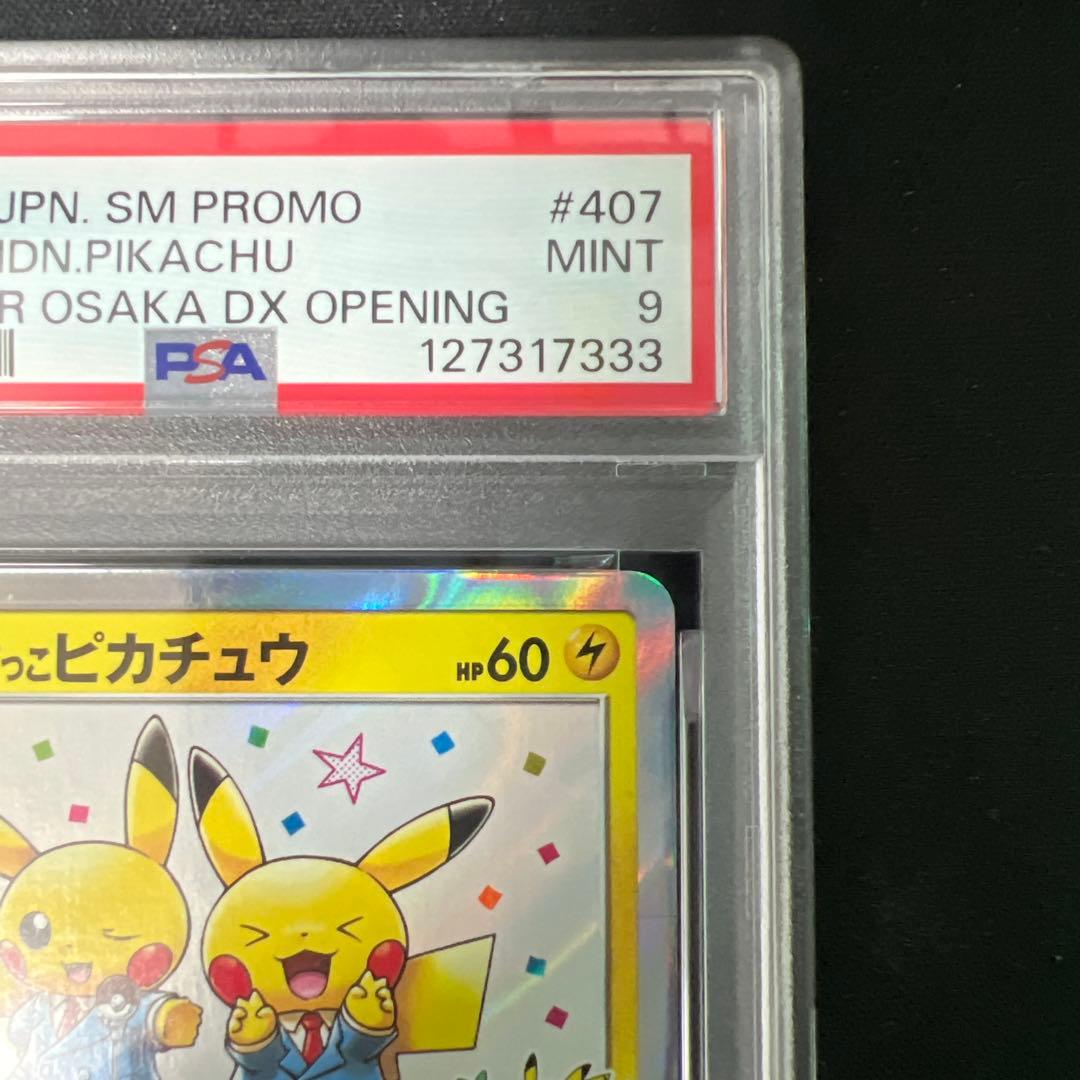 JPN. SM PROMO #407
IDN.PIKACHU MINT
R OSAKA DX OPENING 9
PSA 127317333
っこピカチュウ HP60